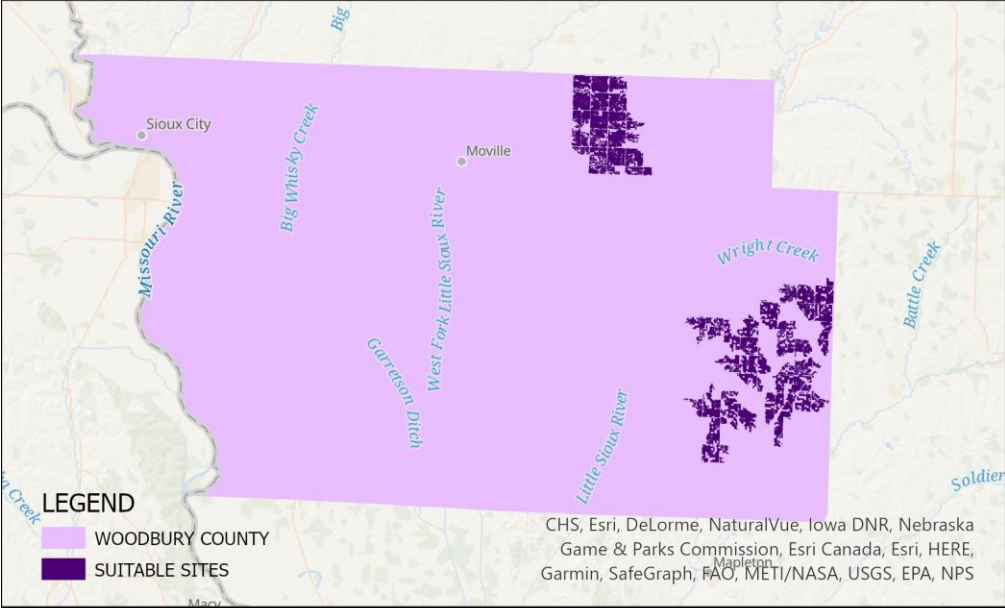 Big
Sioux City
Big Whisky Creek
Moville
Missouri River
West Fork Little Sioux River
Wright Creek
Battle Creek
Garretson Ditch
Little Sioux River
Soldier
Creek
LEGEND
WOODBURY COUNTY
SUITABLE SITES
CHS, Esri, DeLorme, NaturalVue, Iowa DNR, Nebraska
Game & Parks Commission, Esri Canada, Esri, HERE,
Mapleton
Garmin, SafeGraph, FAO, METI/NASA, USGS, EPA, NPS
Macy